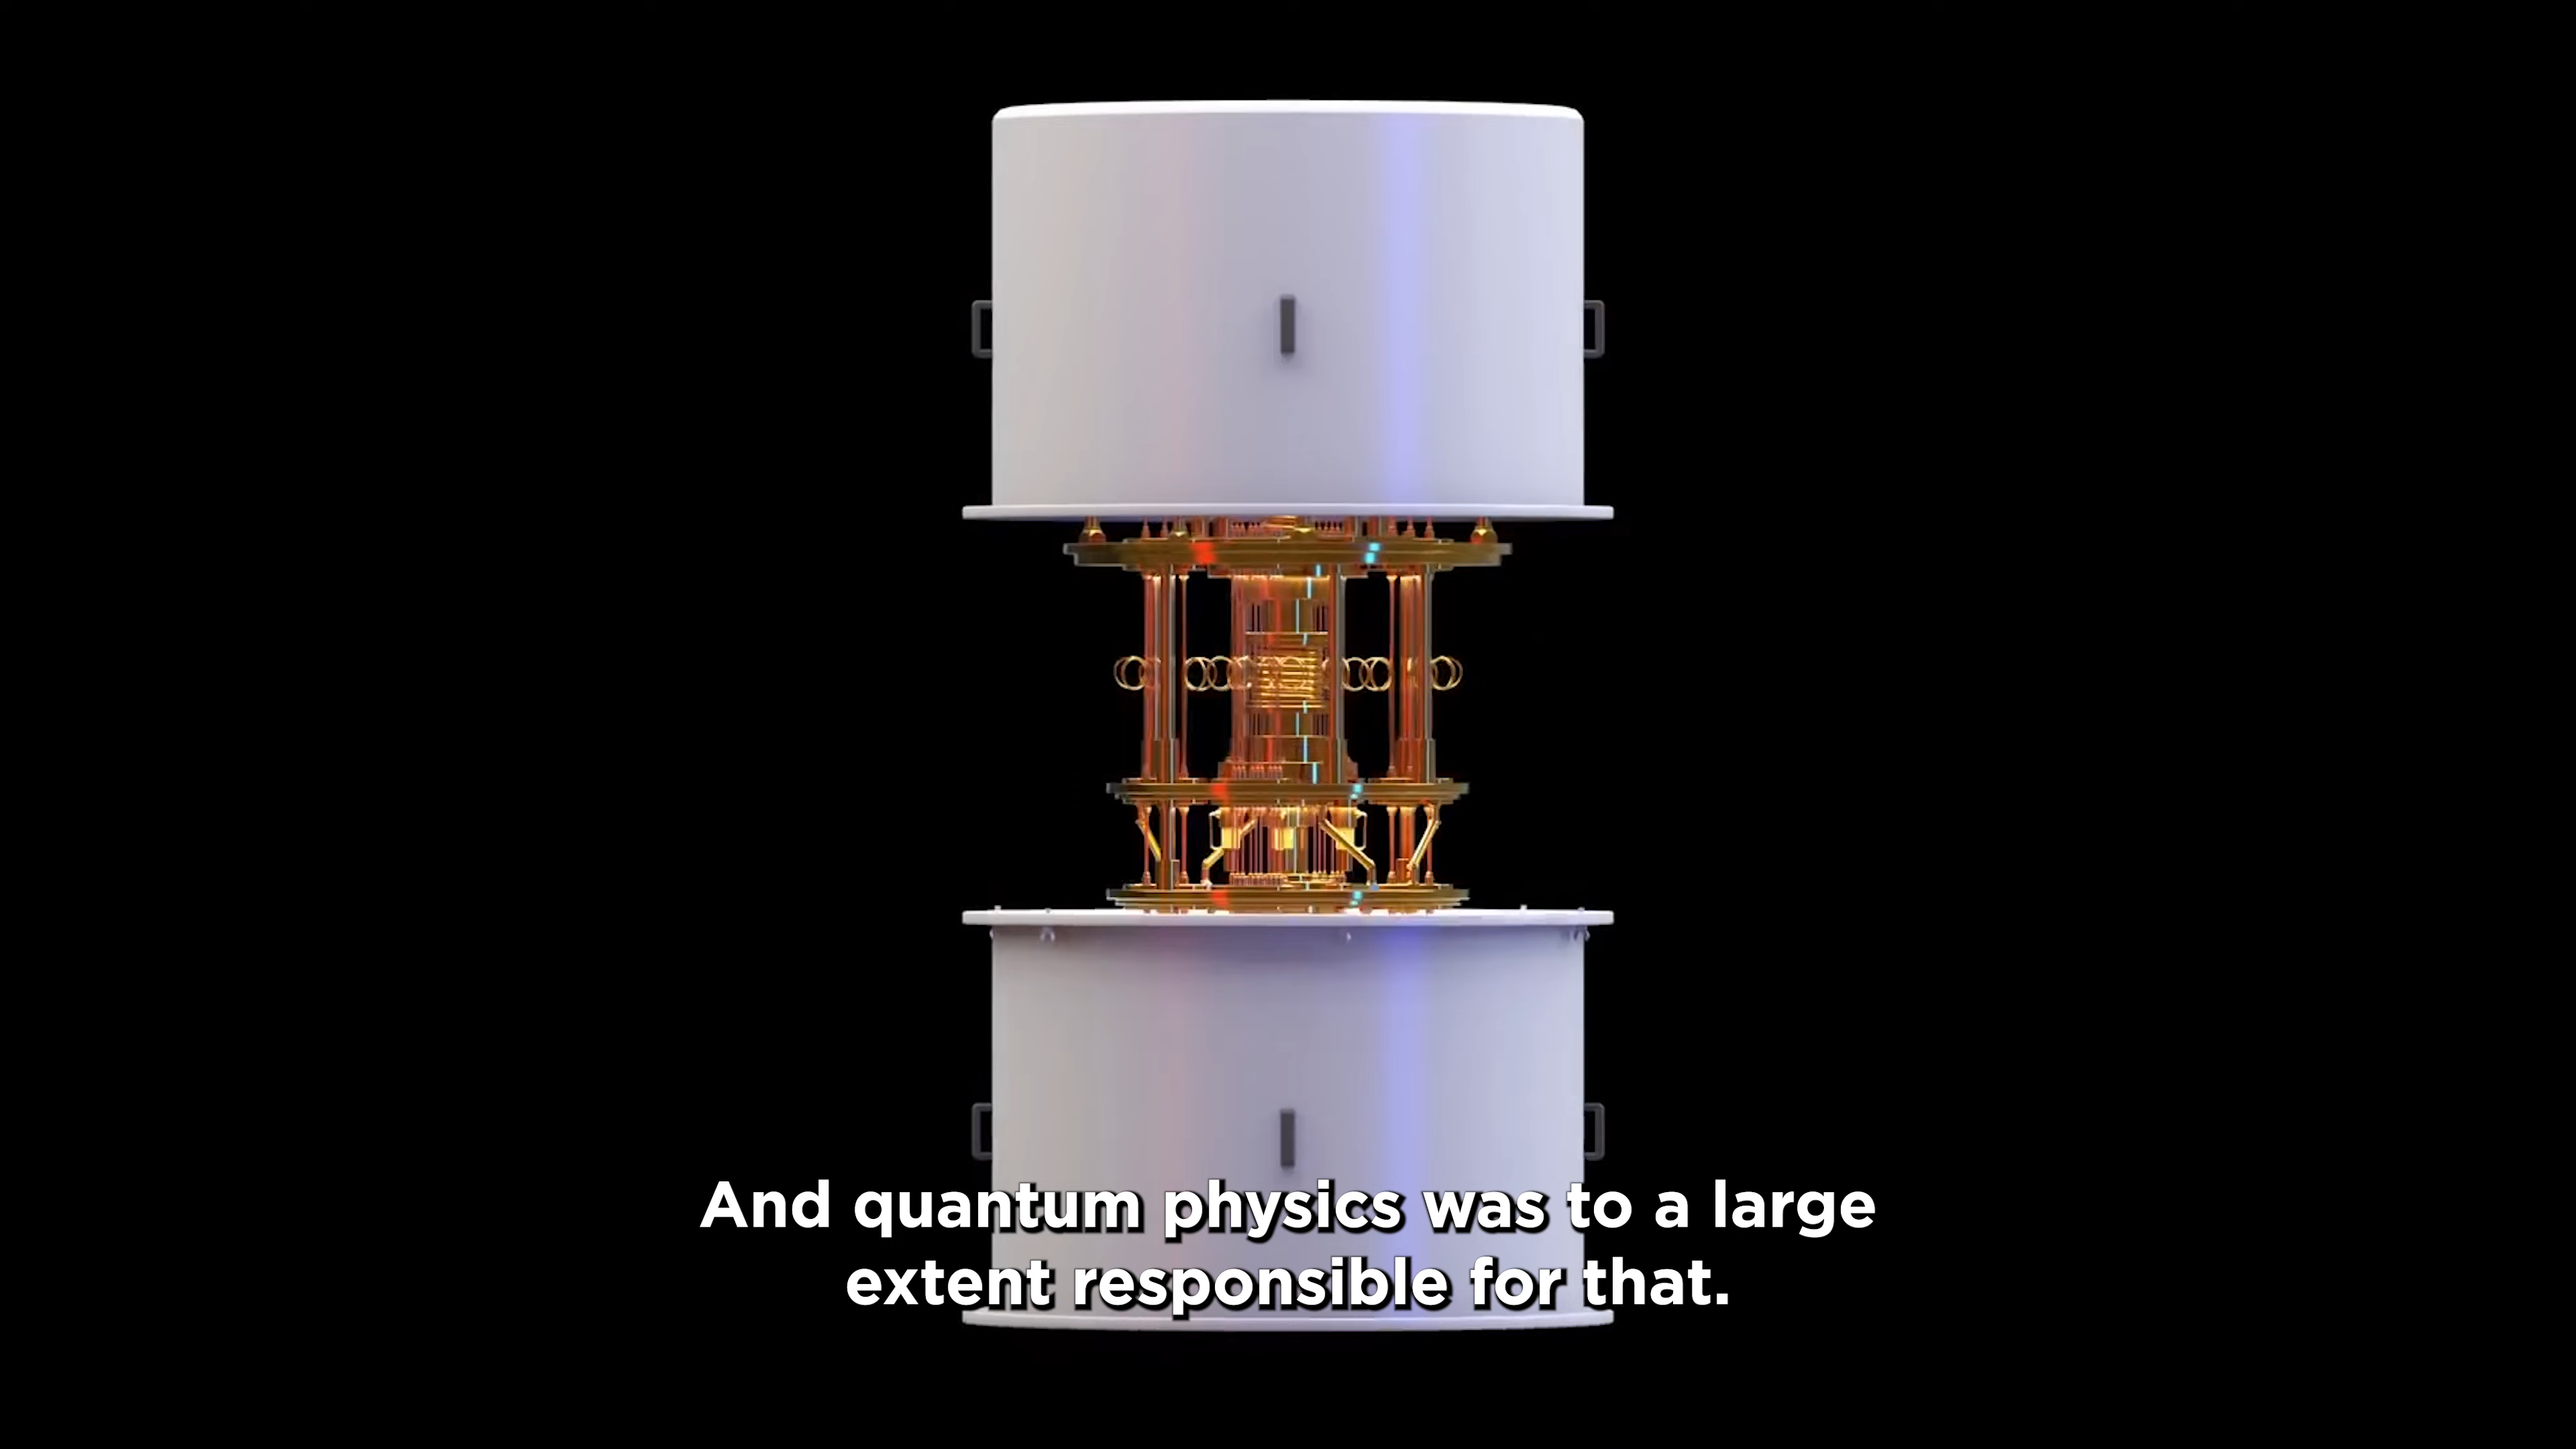 And quantum physics was to a large
extent responsible for that.